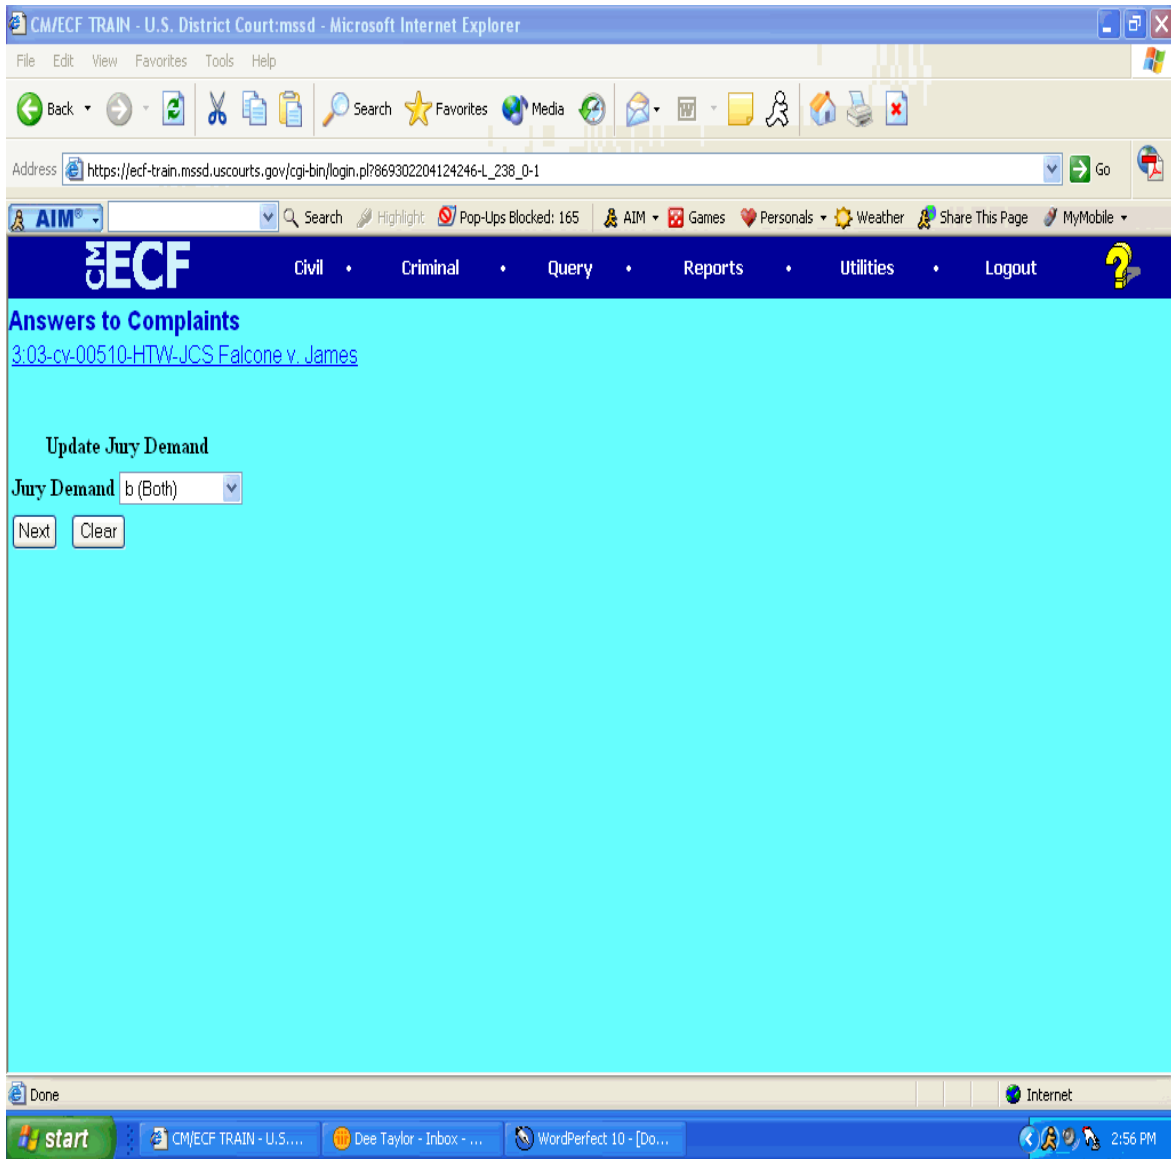 CM/ECF TRAIN - U.S. District Court:mssd - Microsoft Internet Explorer
File Edit View Favorites Tools Help
Back Search Favorites Media
Address https://ecf-train.mssd.uscourts.gov/cgi-bin/login.pl?869302204124246-L_238_0-1 Go
AIM® Search Highlight Pop-Ups Blocked: 165 AIM Games Personals Weather Share This Page MyMobile
CM ECF Civil • Criminal • Query • Reports • Utilities • Logout ?
Answers to Complaints
3:03-cv-00510-HTW-JCS Falcone v. James
Update Jury Demand
Jury Demand b (Both)
Next Clear
Done Internet
start CM/ECF TRAIN - U.S.... Dee Taylor - Inbox - ... WordPerfect 10 - [Do... 2:56 PM